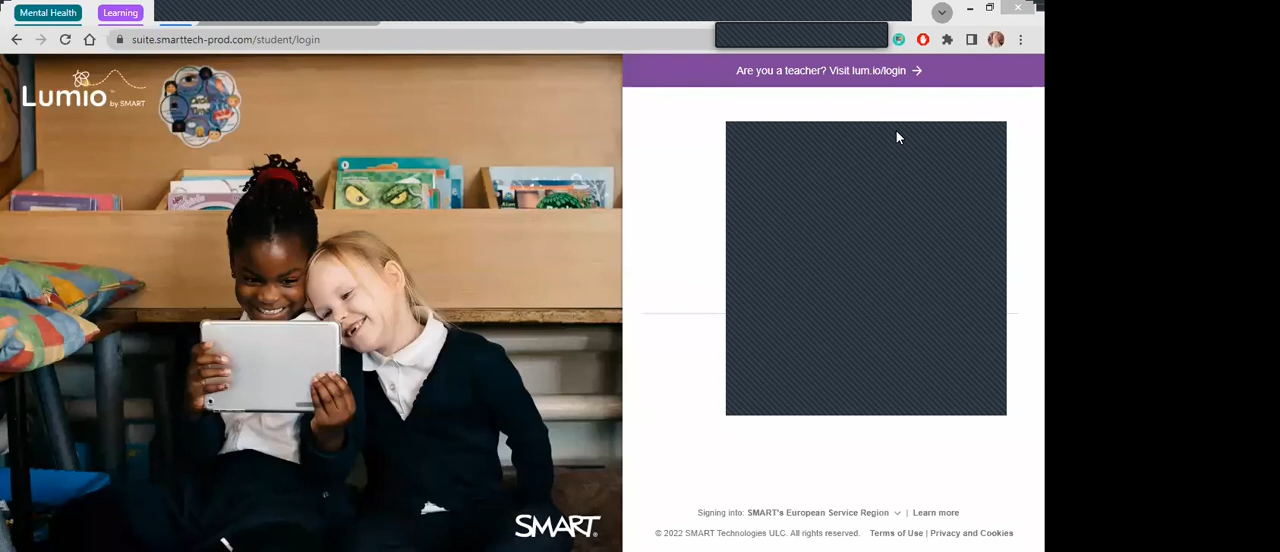 Mental Health
Learning
suite.smarttech-prod.com/student/login
Are you a teacher? Visit lum.io/login →
Lumio
by SMART
SMART
Signing into: SMART's European Service Region | Learn more
© 2022 SMART Technologies ULC. All rights reserved. Terms of Use | Privacy and Cookies